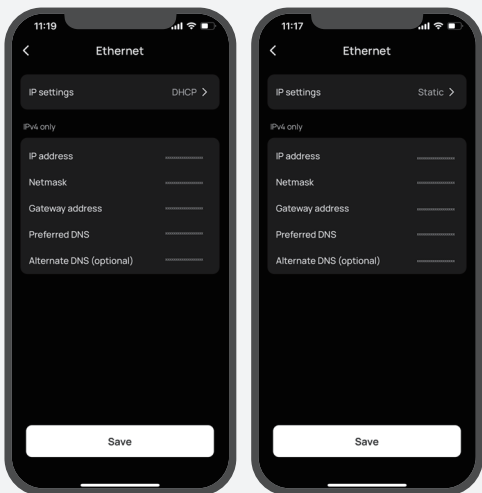 11:19
Ethernet
IP settings DHCP
IPv4 only
IP address
Netmask
Gateway address
Preferred DNS
Alternate DNS (optional)
Save
11:17
Ethernet
IP settings Static
IPv4 only
IP address
Netmask
Gateway address
Preferred DNS
Alternate DNS (optional)
Save